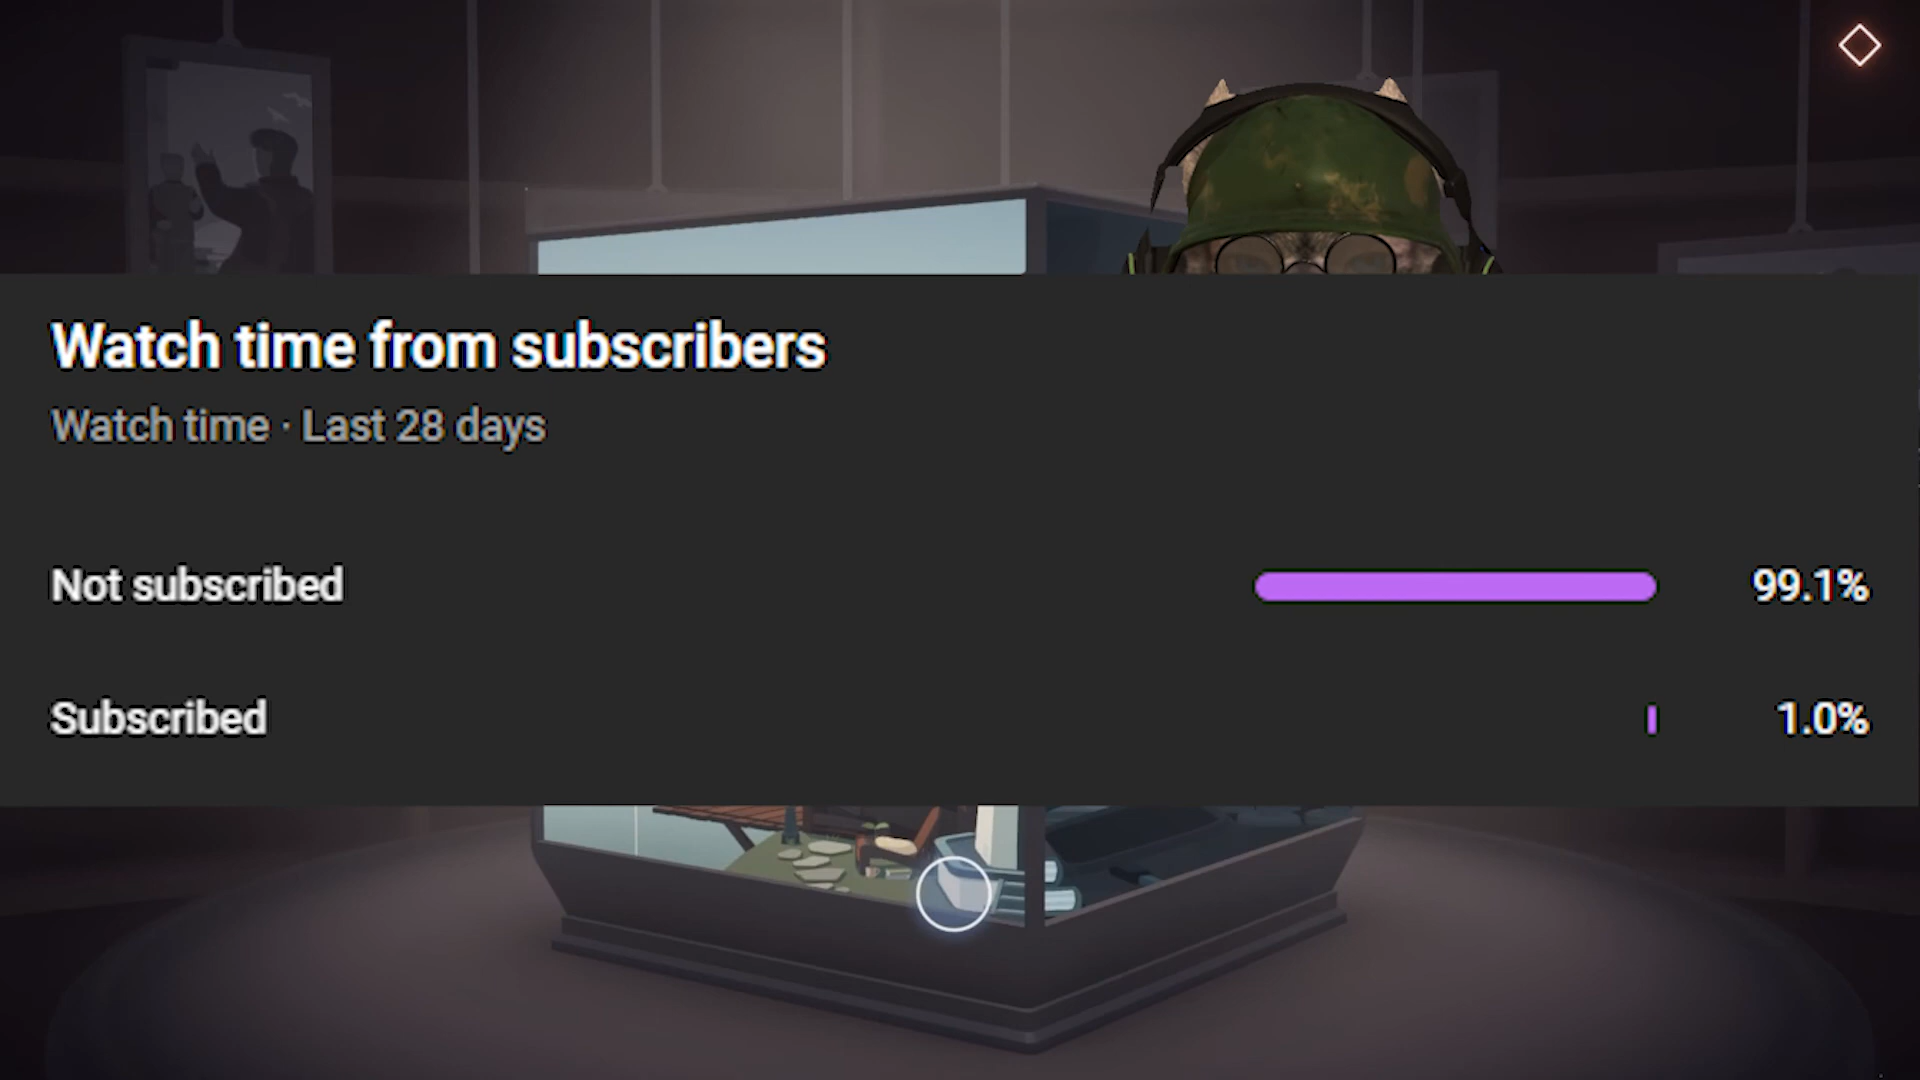 Watch time from subscribers
Watch time · Last 28 days
Not subscribed 99.1%
Subscribed 1.0%